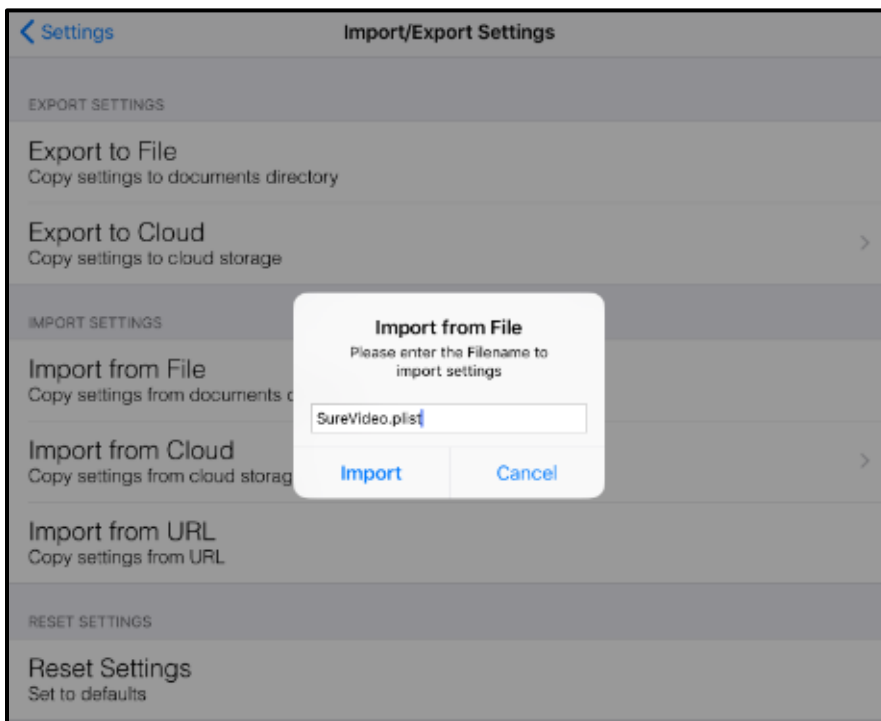 Settings
Import/Export Settings
EXPORT SETTINGS
Export to File
Copy settings to documents directory
Export to Cloud
Copy settings to cloud storage
IMPORT SETTINGS
Import from File
Copy settings from documents
Import from Cloud
Copy settings from cloud storag
Import from URL
Copy settings from URL
RESET SETTINGS
Reset Settings
Set to defaults
Import from File
Please enter the Filename to
import settings
SureVideo.plist
Import
Cancel